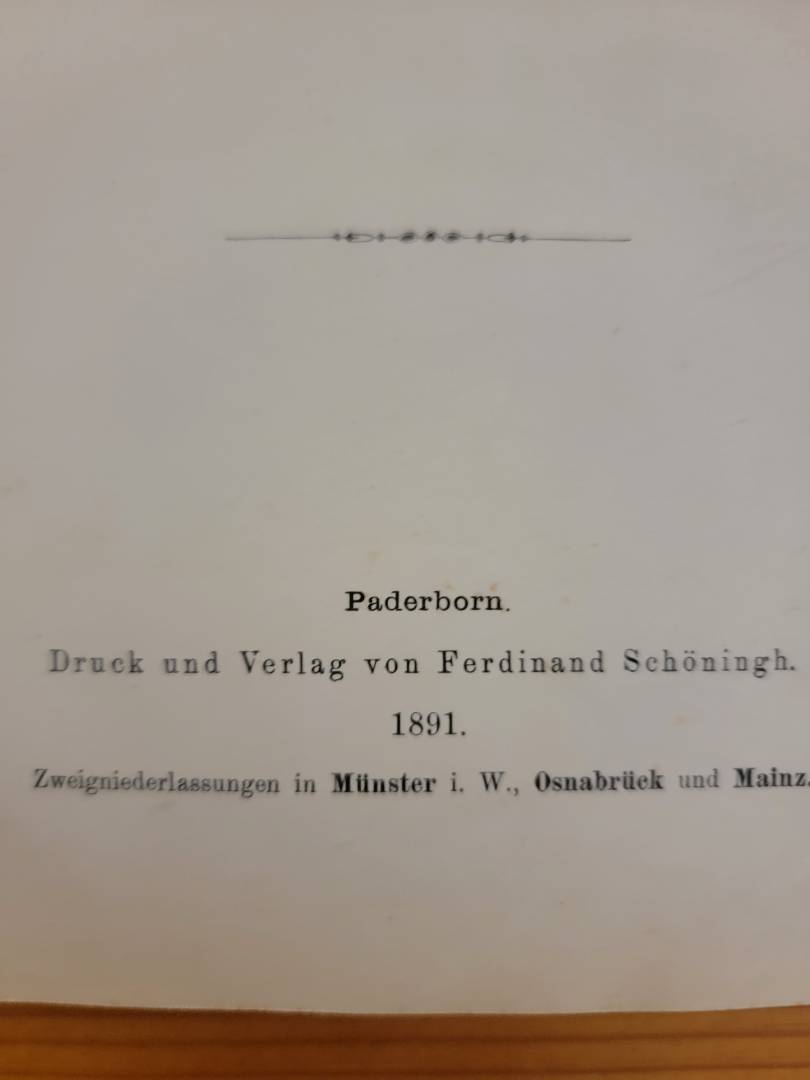 Paderborn.
Druck und Verlag von Ferdinand Schöningh.
1891.
Zweigniederlassungen in Münster i. W., Osnabrück und Mainz.